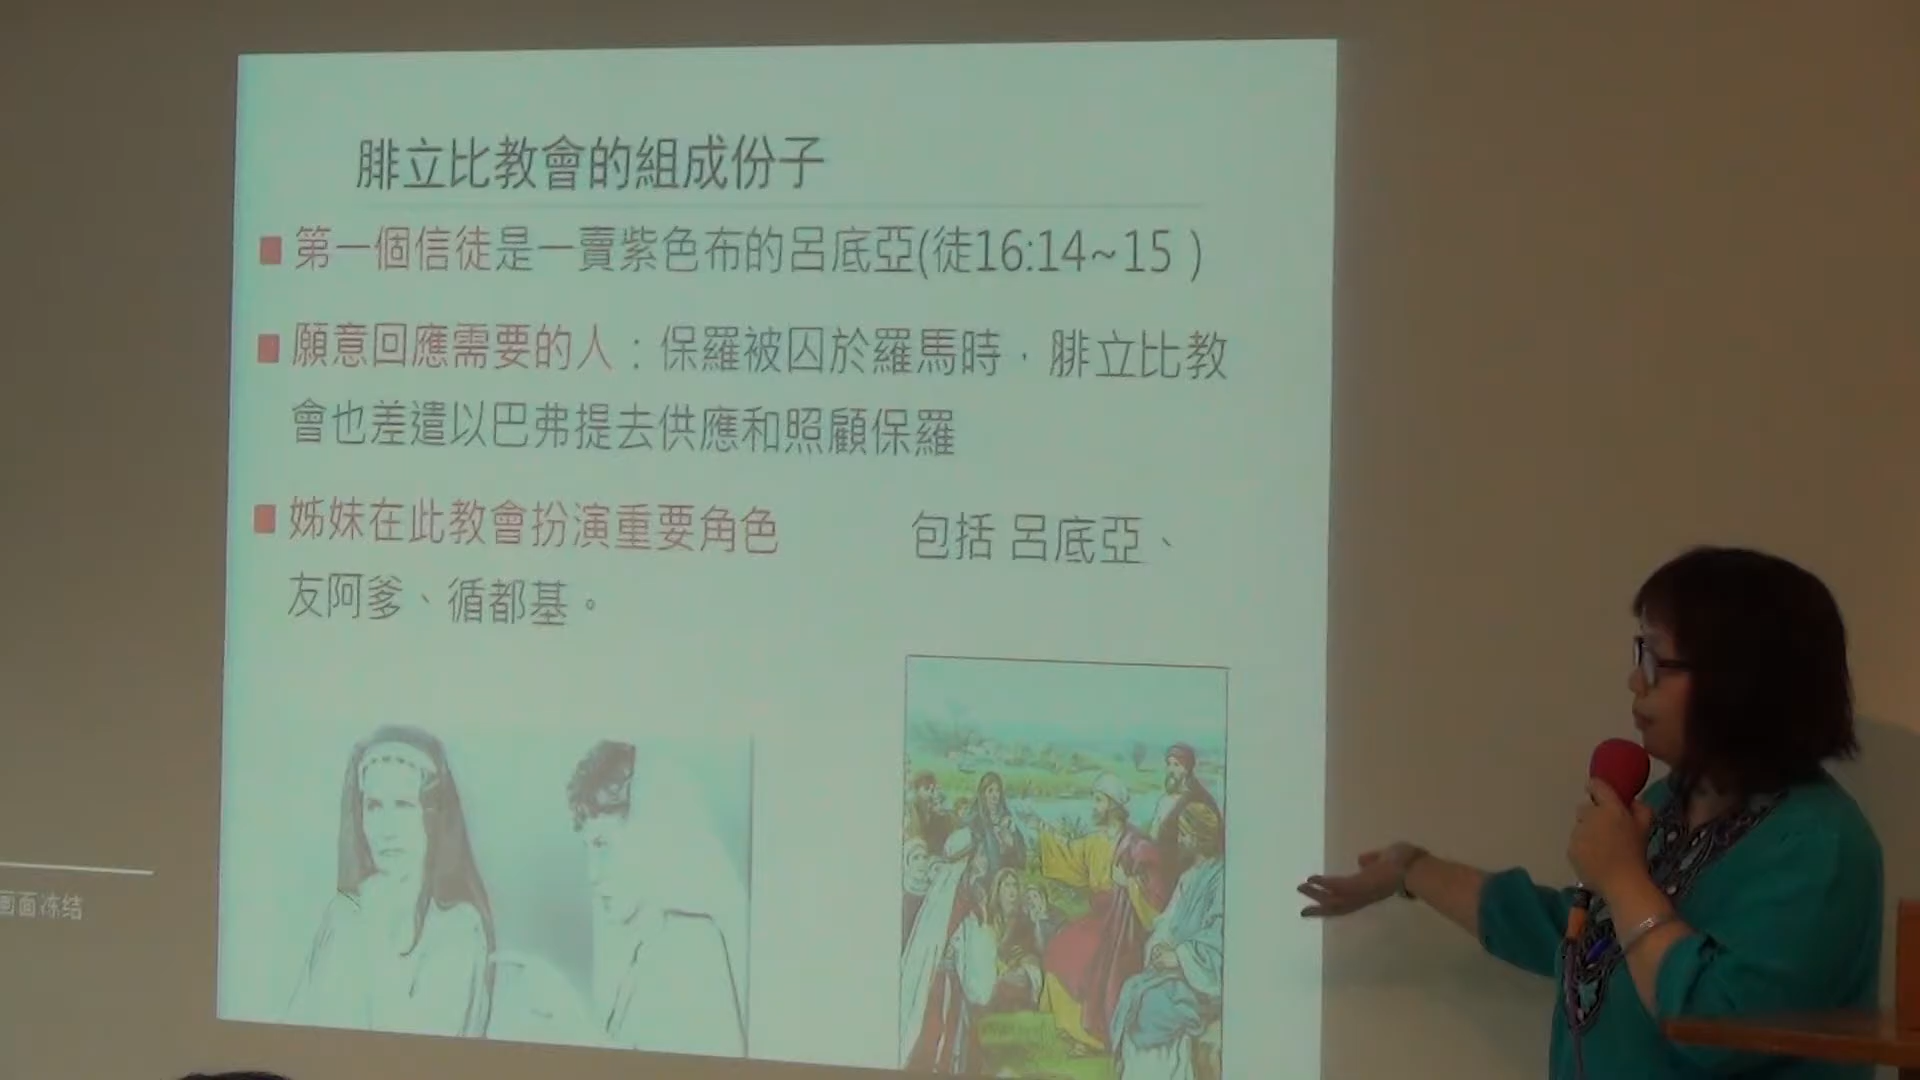 腓立比教會的組成份子
■ 第一個信徒是一賣紫色布的呂底亞(徒16:14~15 )
■ 願意回應需要的人：保羅被囚於羅馬時，腓立比教
會也差遣以巴弗提去供應和照顧保羅
■ 姊妹在此教會扮演重要角色 包括 呂底亞、
友阿爹、循都基。
画面冻结